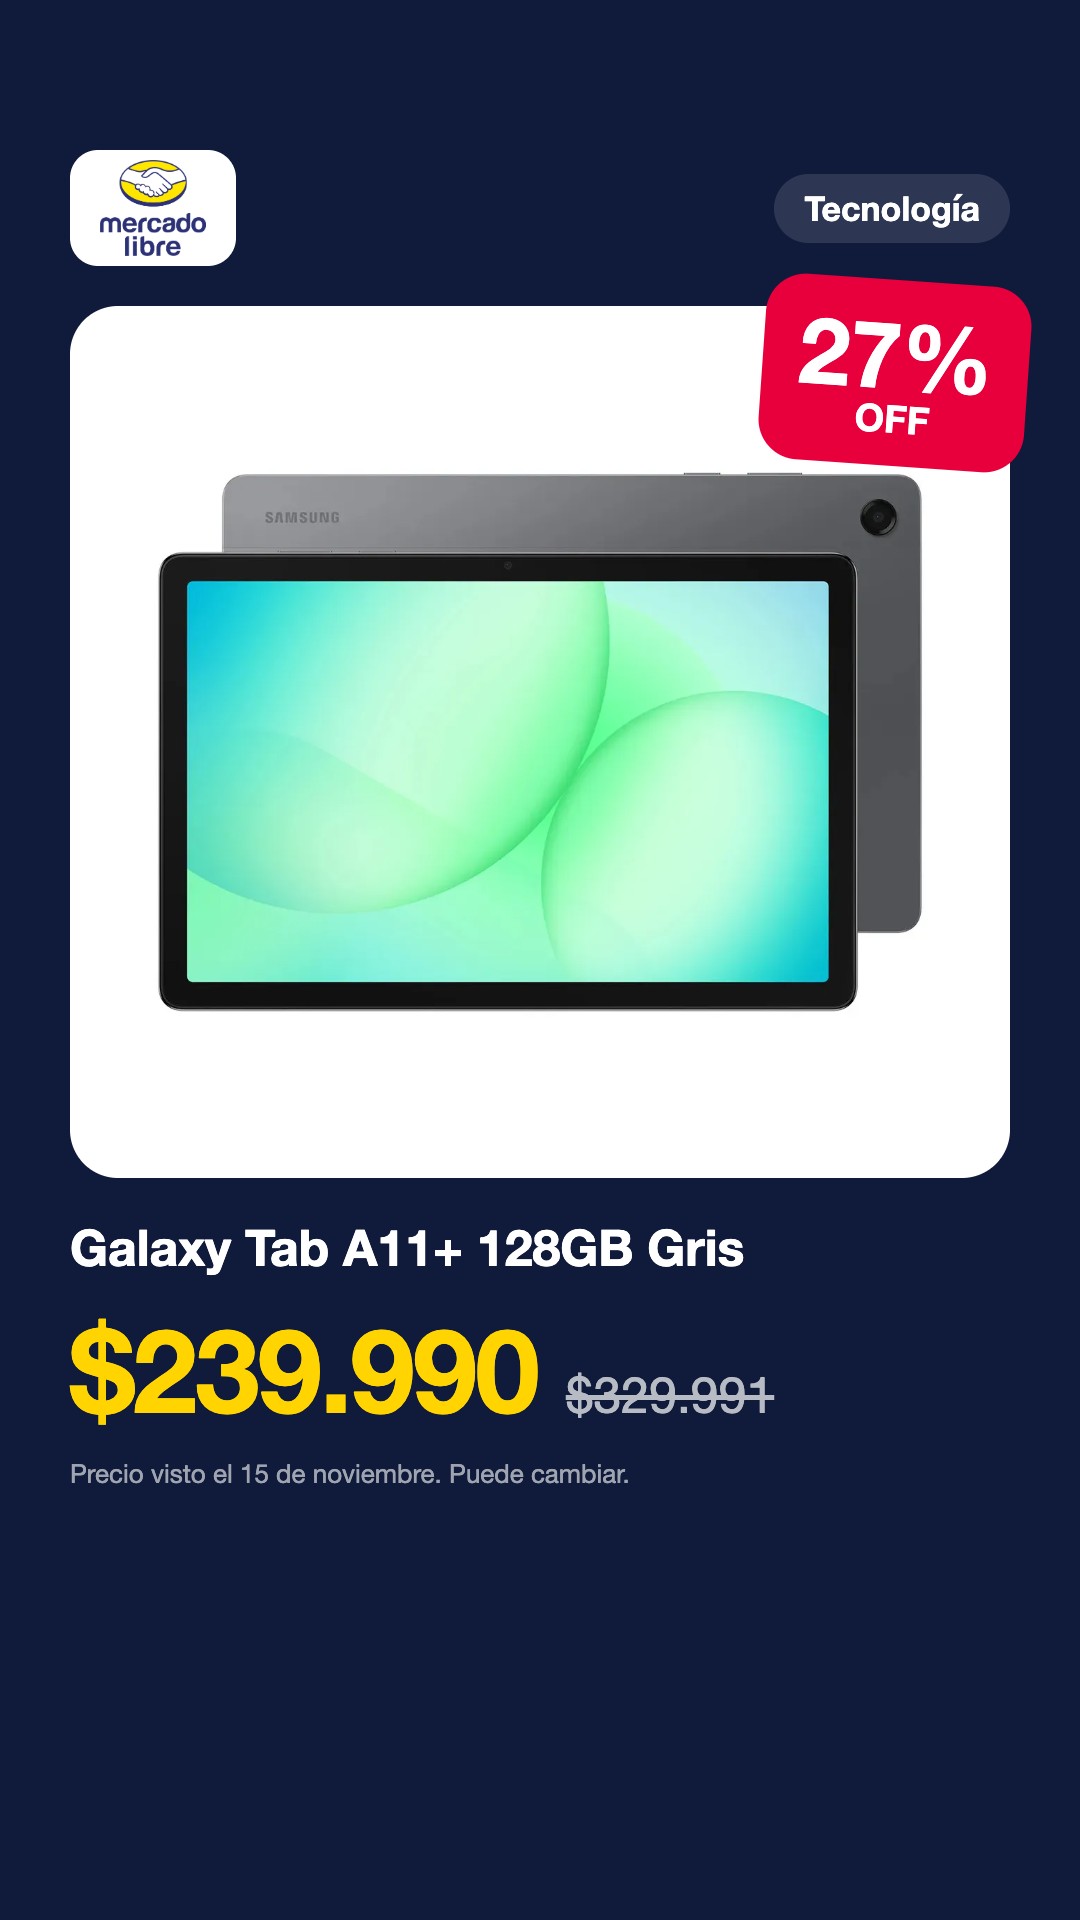 mercado
libre
Tecnología
27%
OFF
SAMSUNG
Galaxy Tab A11+ 128GB Gris
$239.990 $329.991
Precio visto el 15 de noviembre. Puede cambiar.